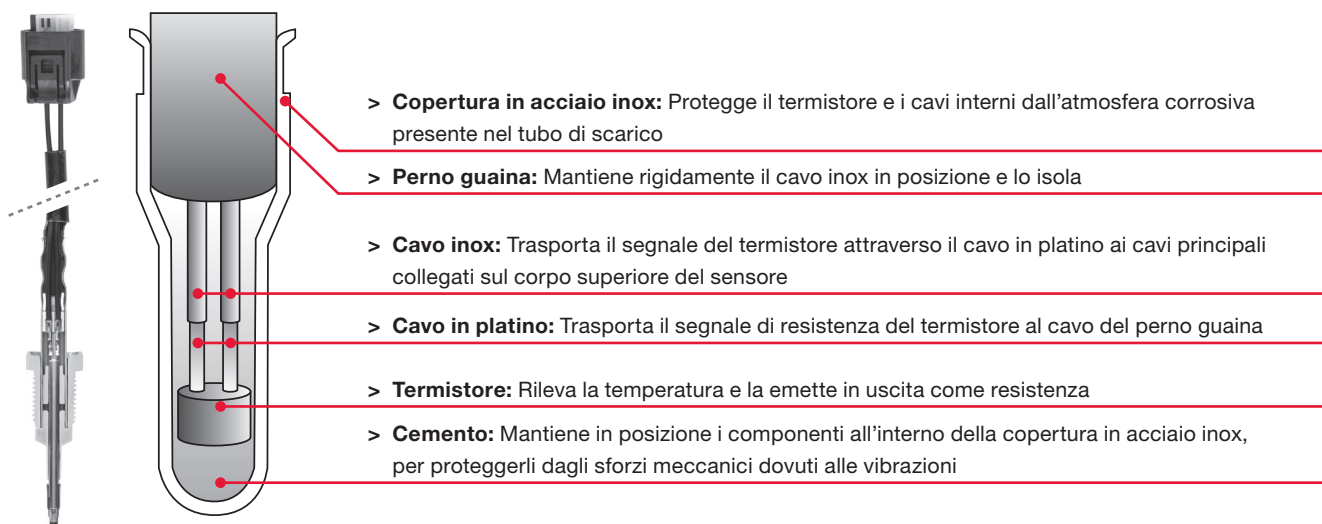 > Copertura in acciaio inox: Protegge il termistore e i cavi interni dall'atmosfera corrosiva
presente nel tubo di scarico
> Perno guaina: Mantiene rigidamente il cavo inox in posizione e lo isola
> Cavo inox: Trasporta il segnale del termistore attraverso il cavo in platino ai cavi principali
collegati sul corpo superiore del sensore
> Cavo in platino: Trasporta il segnale di resistenza del termistore al cavo del perno guaina
> Termistore: Rileva la temperatura e la emette in uscita come resistenza
> Cemento: Mantiene in posizione i componenti all'interno della copertura in acciaio inox,
per proteggerli dagli sforzi meccanici dovuti alle vibrazioni